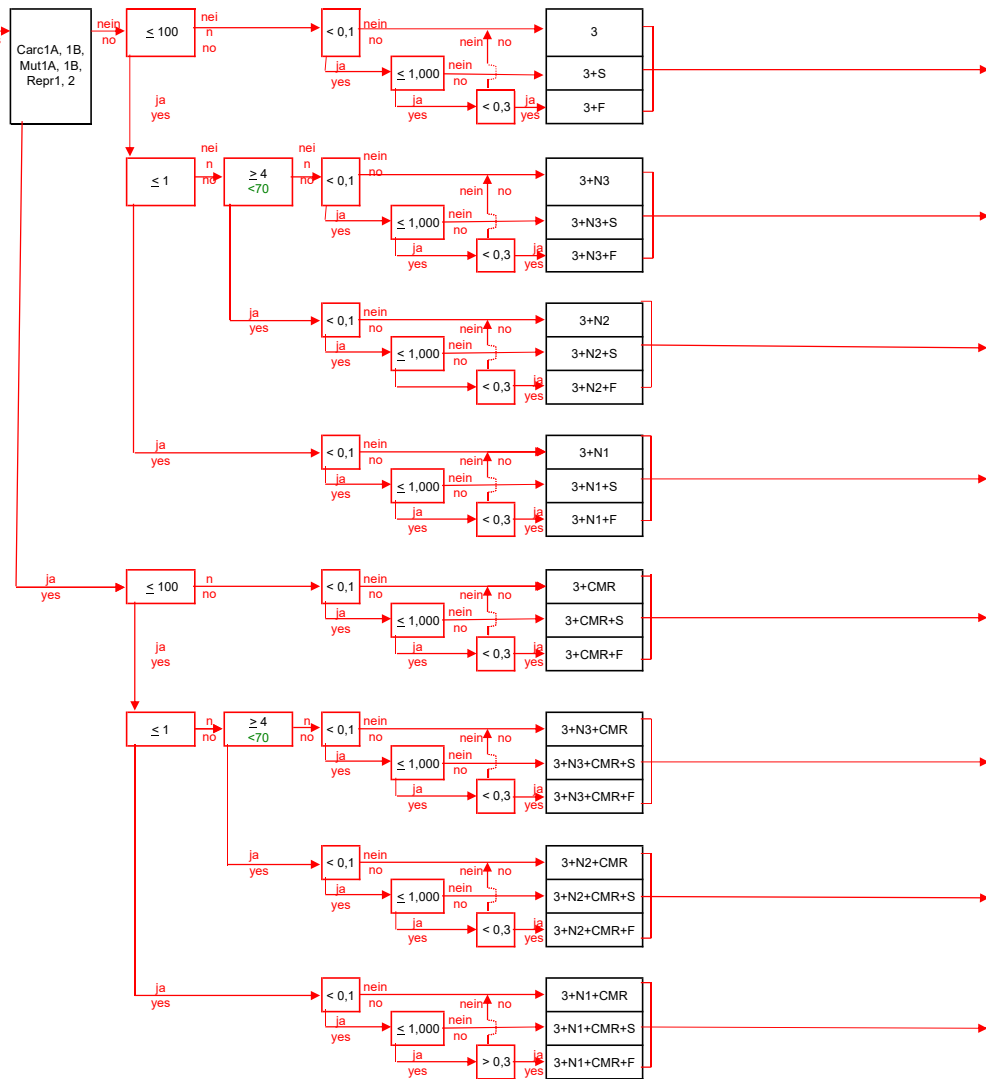 Carc1A, 1B,
Mut1A, 1B,
Repr1, 2
nein
no
≤ 100
nei
n
no
< 0,1
nein
no
nein
no
3
ja
yes
≤ 1,000
nein
no
3+S
ja
yes
< 0,3
ja
yes
3+F
ja
yes
≤ 1
nei
n
no
≥ 4
<70
nei
n
no
< 0,1
nein
no
nein
no
3+N3
ja
yes
≤ 1,000
nein
no
3+N3+S
ja
yes
< 0,3
ja
yes
3+N3+F
ja
yes
< 0,1
nein
no
nein
no
3+N2
ja
yes
≤ 1,000
nein
no
3+N2+S
< 0,3
ja
yes
3+N2+F
ja
yes
< 0,1
nein
no
nein
no
3+N1
ja
yes
≤ 1,000
nein
no
3+N1+S
ja
yes
< 0,3
ja
yes
3+N1+F
ja
yes
≤ 100
n
no
< 0,1
nein
no
nein
no
3+CMR
ja
yes
≤ 1,000
nein
no
3+CMR+S
ja
yes
< 0,3
ja
yes
3+CMR+F
ja
yes
≤ 1
n
no
≥ 4
<70
n
no
< 0,1
nein
no
nein
no
3+N3+CMR
ja
yes
≤ 1,000
nein
no
3+N3+CMR+S
ja
yes
< 0,3
ja
yes
3+N3+CMR+F
ja
yes
< 0,1
nein
no
nein
no
3+N2+CMR
ja
yes
≤ 1,000
nein
no
3+N2+CMR+S
ja
yes
< 0,3
ja
yes
3+N2+CMR+F
ja
yes
< 0,1
nein
no
nein
no
3+N1+CMR
ja
yes
≤ 1,000
nein
no
3+N1+CMR+S
ja
yes
> 0,3
ja
yes
3+N1+CMR+F